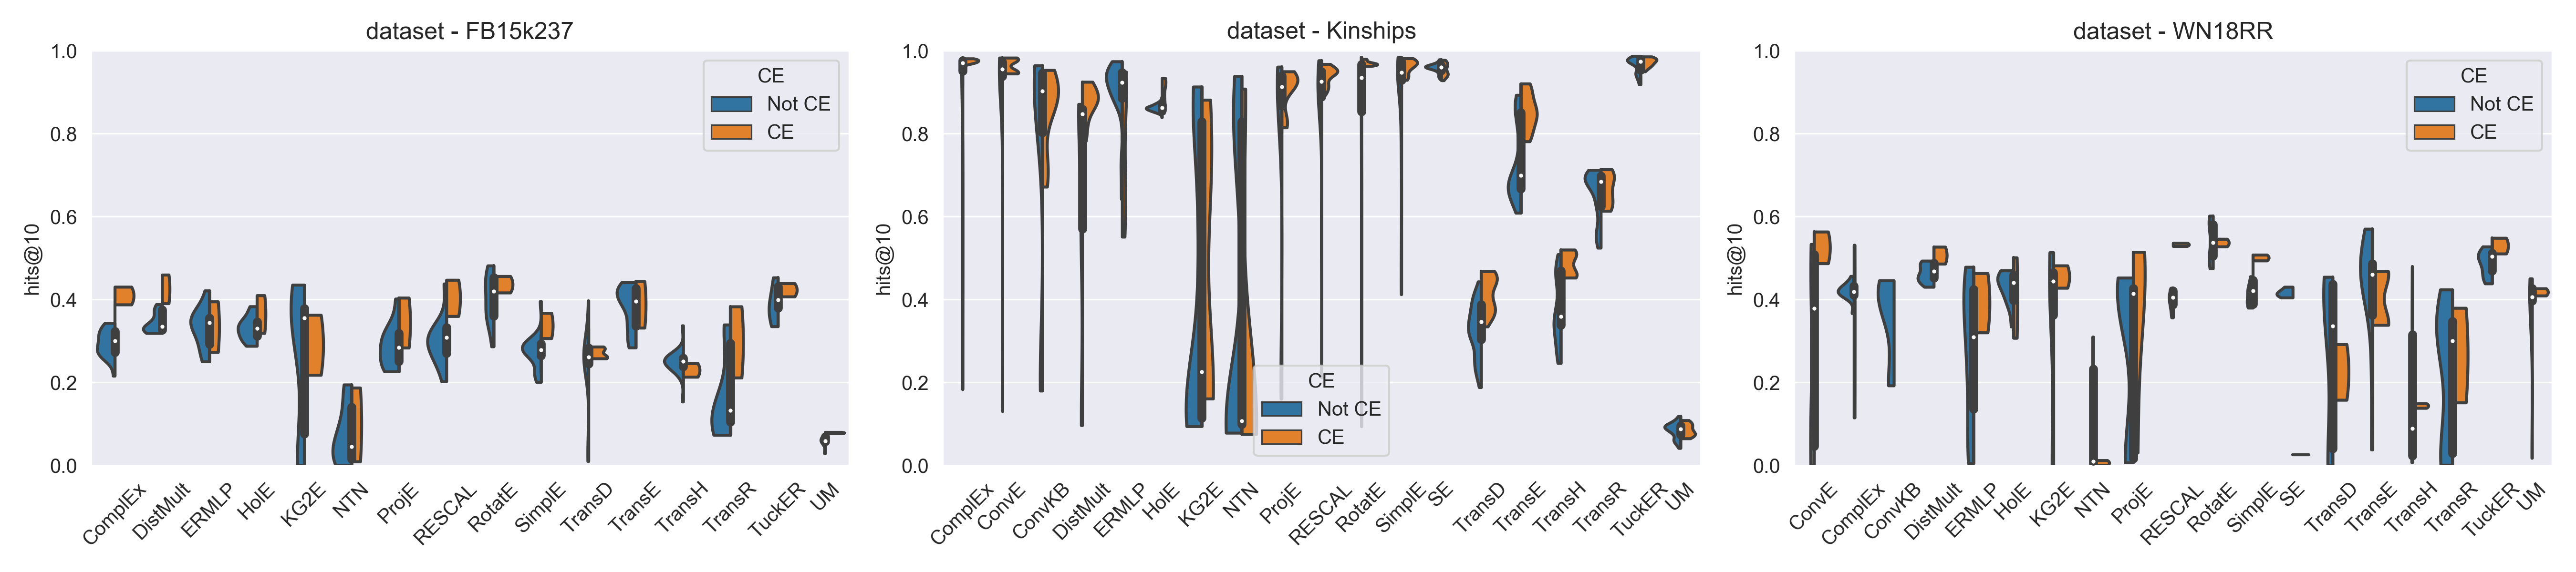 dataset - FB15k237
hits@10
1.0
0.8
0.6
0.4
0.2
0.0
CE
Not CE
CE
ComplEx
DistMult
ERMLP
HolE
KG2E
NTN
ProjE
RESCAL
RotatE
SimplE
TransD
TransE
TransH
TransR
TuckER
UM
dataset - Kinships
hits@10
1.0
0.8
0.6
0.4
0.2
0.0
CE
Not CE
CE
ComplEx
ConvE
ConvKB
DistMult
ERMLP
HolE
KG2E
NTN
ProjE
RESCAL
RotatE
SimplE
SE
TransD
TransE
TransH
TransR
TuckER
UM
dataset - WN18RR
hits@10
1.0
0.8
0.6
0.4
0.2
0.0
CE
Not CE
CE
ConvE
ComplEx
ConvKB
DistMult
ERMLP
HolE
KG2E
NTN
ProjE
RESCAL
RotatE
SimplE
SE
TransD
TransE
TransH
TransR
TuckER
UM